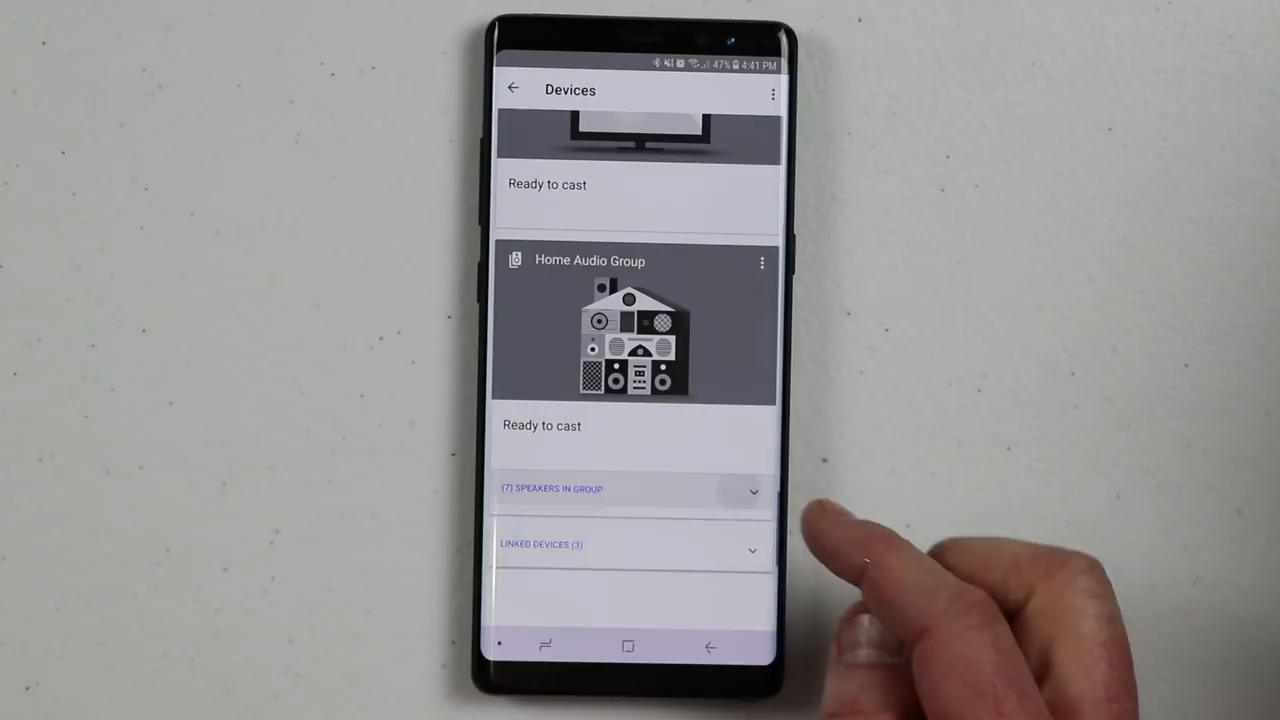 47% 4:41 PM
Devices
Ready to cast
Home Audio Group
Ready to cast
(7) SPEAKERS IN GROUP
LINKED DEVICES (3)